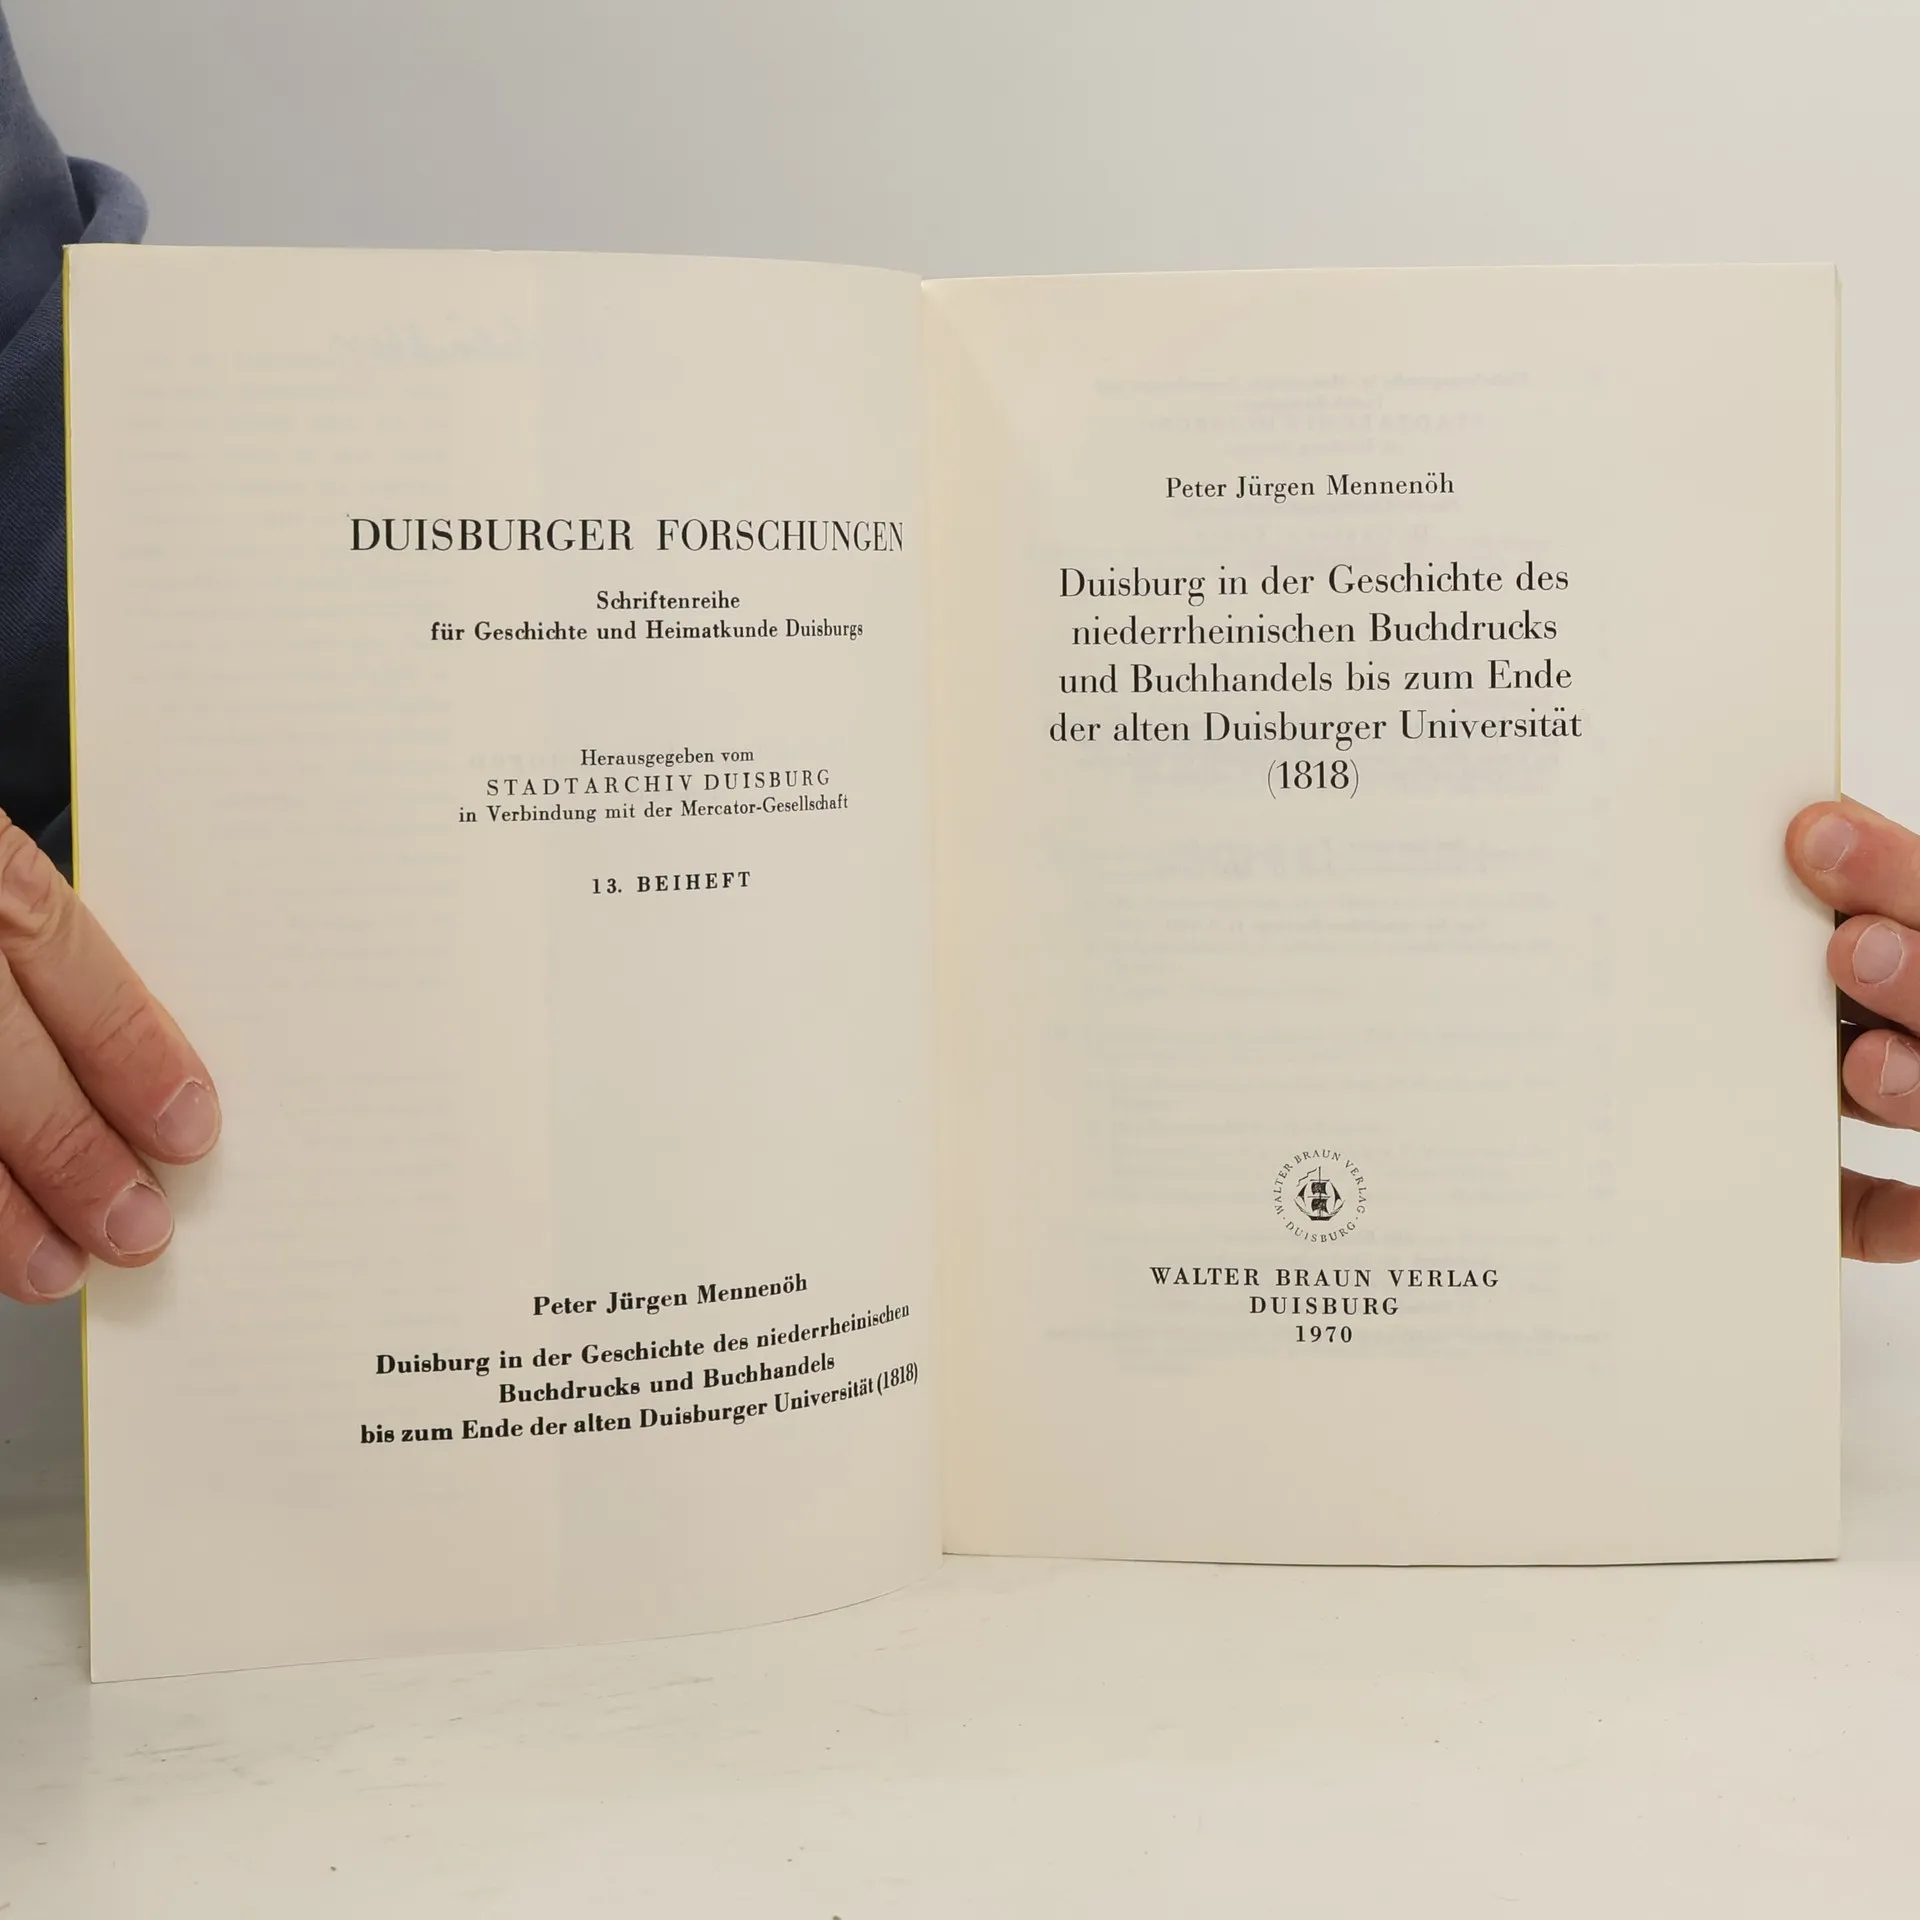 DUISBURGER FORSCHUNGEN
Schriftenreihe
für Geschichte und Heimatkunde Duisburgs
Herausgegeben vom
STADTARCHIV DUISBURG
in Verbindung mit der Mercator-Gesellschaft
13. BEIHEFT
Peter Jürgen Mennenöh
Duisburg in der Geschichte des niederrheinischen
Buchdrucks und Buchhandels
bis zum Ende der alten Duisburger Universität (1818)
Peter Jürgen Mennenöh
Duisburg in der Geschichte des
niederrheinischen Buchdrucks
und Buchhandels bis zum Ende
der alten Duisburger Universität
(1818)
WALTER BRAUN VERLAG · DUISBURG ·
WALTER BRAUN VERLAG
DUISBURG
1970